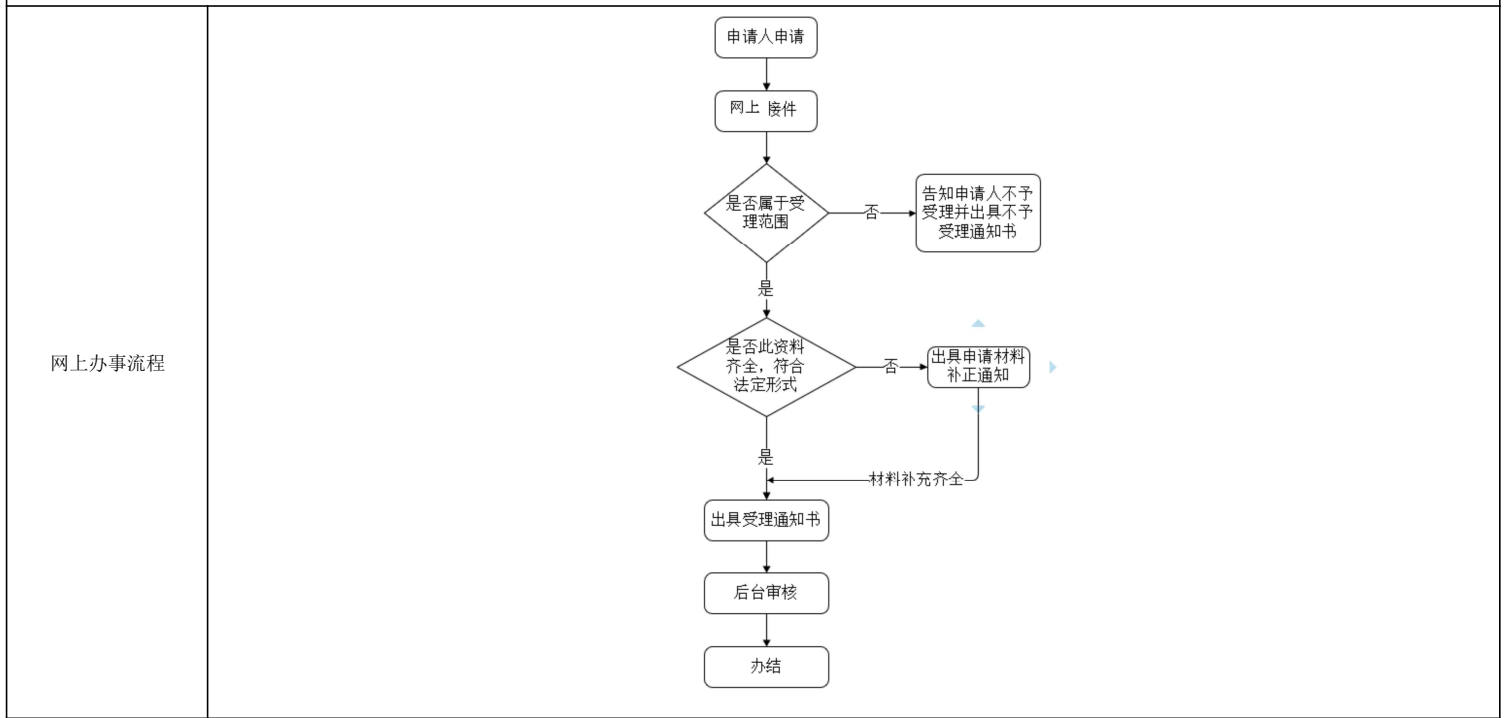 网上办事流程
申请人申请
网上 接件
是否属于受
理范围
否
告知申请人不予
受理并出具不予
受理通知书
是
是否此资料
齐全，符合
法定形式
否
出具申请材料
补正通知
是
材料补充齐全
出具受理通知书
后台审核
办结